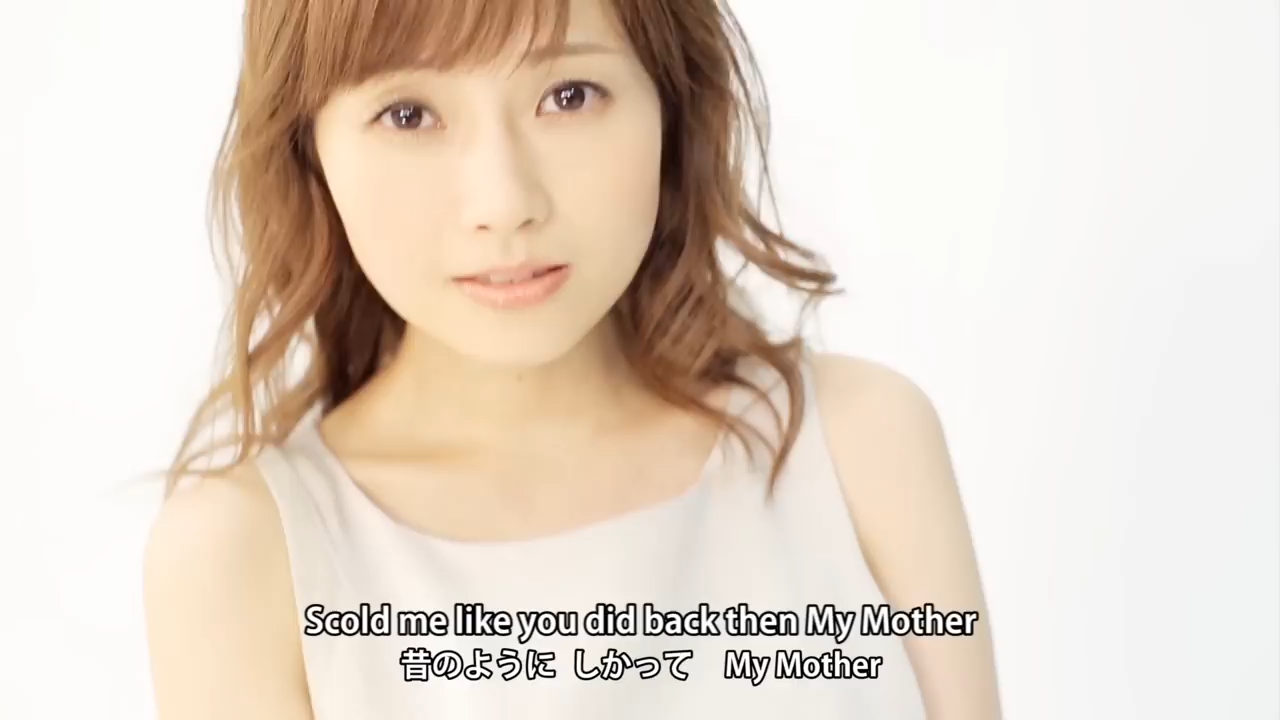 Scold me like you did back then My Mother
昔のように しかって　My Mother